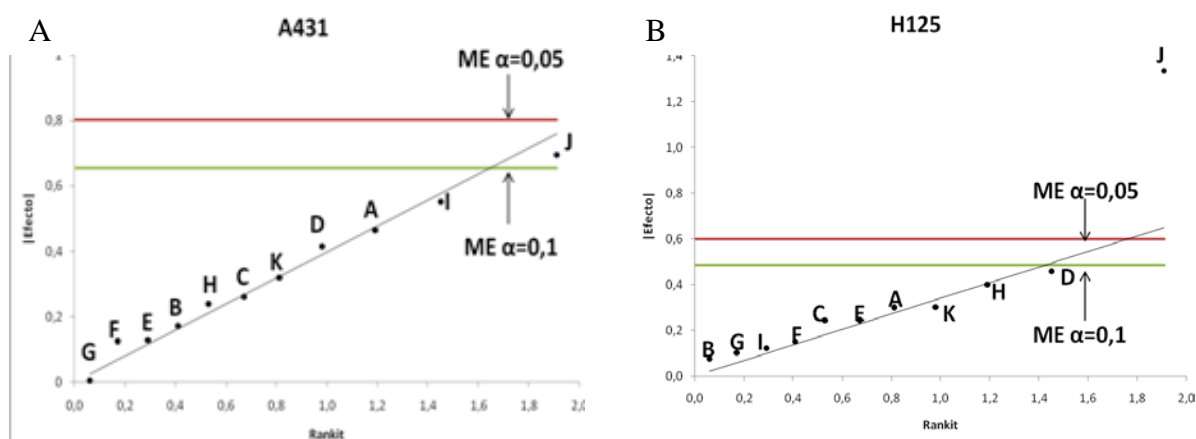 A
A431
1
ME α=0,05
0,8
J
0,6
I
A
D
|Efecto|
ME α=0,1
0,4
K
C
H
0,2
B
E
F
G
0
0,0 0,2 0,4 0,6 0,8 1,0 1,2 1,4 1,6 1,8 2,0
Rankit
B
H125
1,4
J
1,2
1,0
0,8
ME α=0,05
|Efecto|
0,6
D
0,4
H
ME α=0,1
C E A K
0,2
B G I F
0,0
0,0 0,2 0,4 0,6 0,8 1,0 1,2 1,4 1,6 1,8 2,0
Rankit